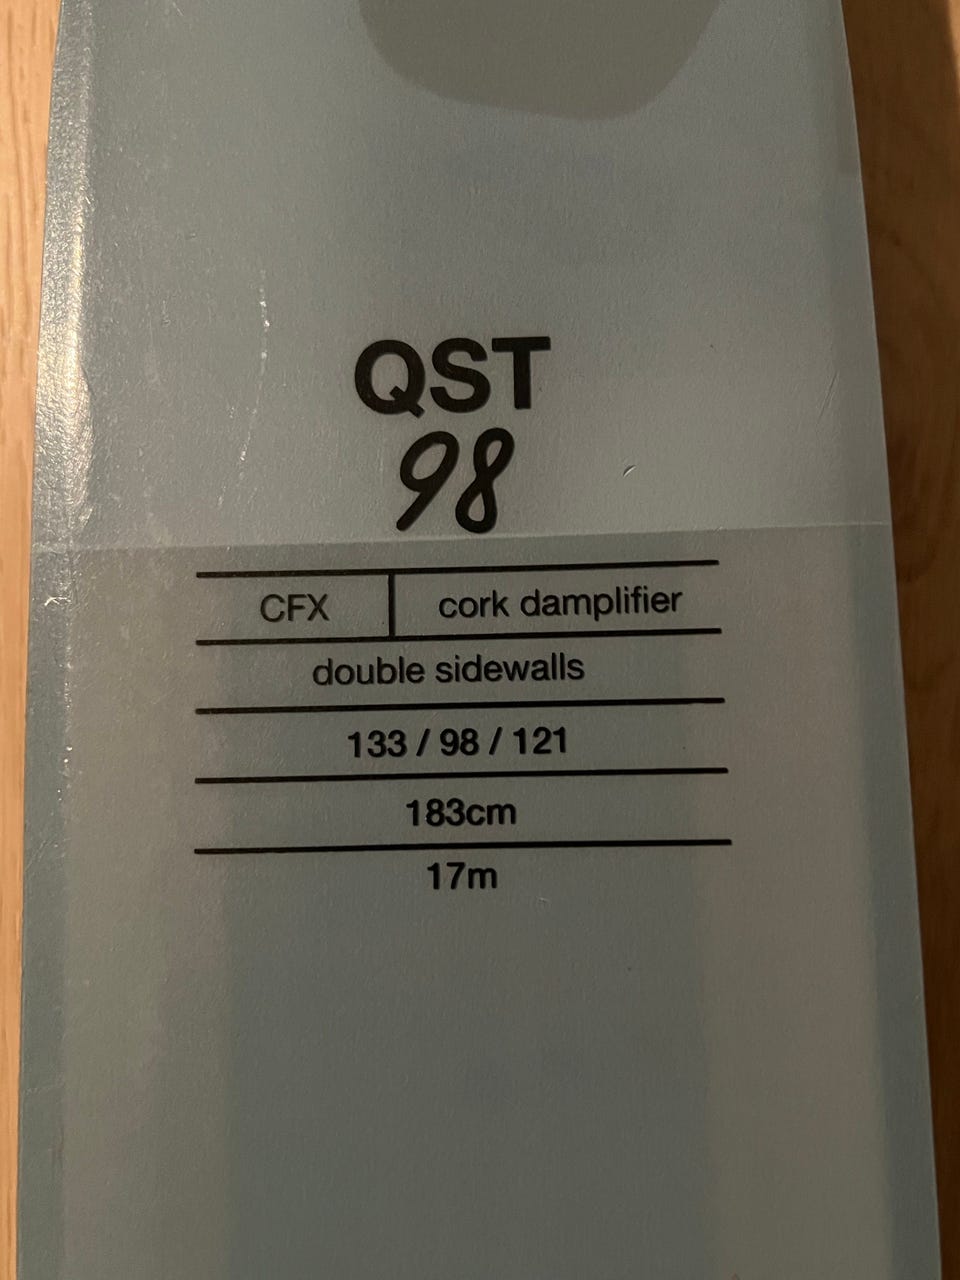 QST
98
CFX cork damplifier
double sidewalls
133 / 98 / 121
183cm
17m